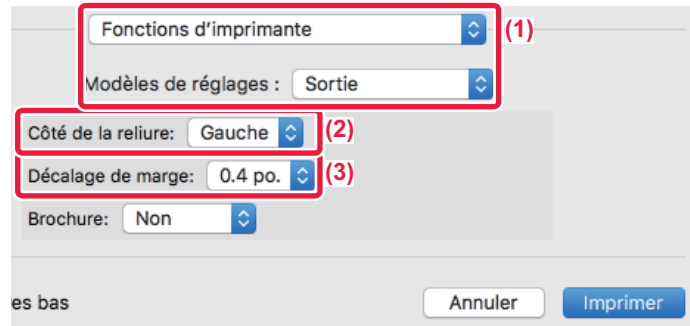 Fonctions d'imprimante (1)
Modèles de réglages : Sortie
Côté de la reliure: Gauche (2)
Décalage de marge: 0.4 po. (3)
Brochure: Non
es bas Annuler Imprimer